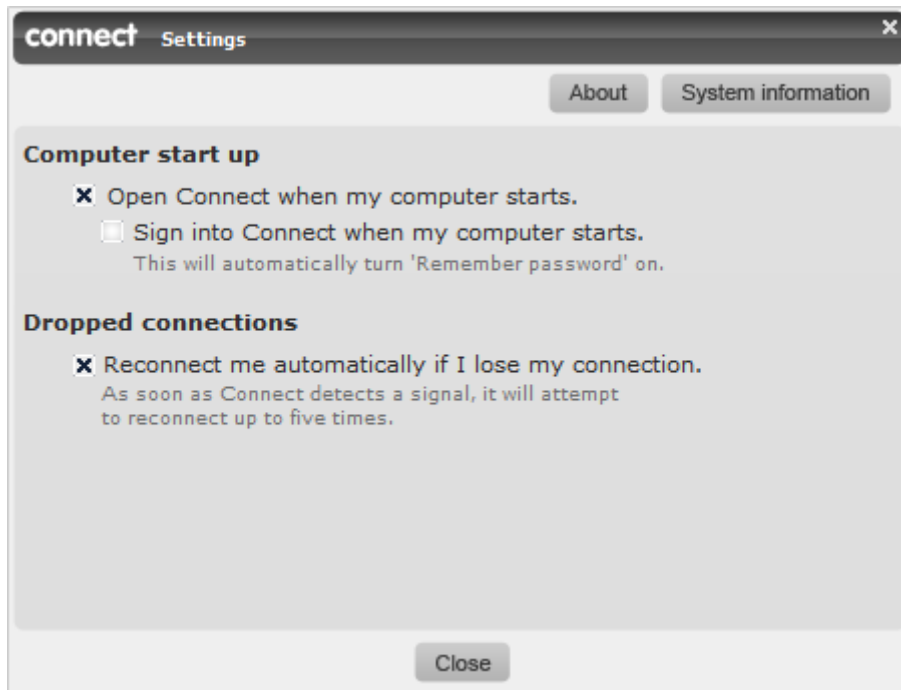 connect Settings
About System information
Computer start up
Open Connect when my computer starts.
Sign into Connect when my computer starts.
This will automatically turn 'Remember password' on.
Dropped connections
Reconnect me automatically if I lose my connection.
As soon as Connect detects a signal, it will attempt
to reconnect up to five times.
Close